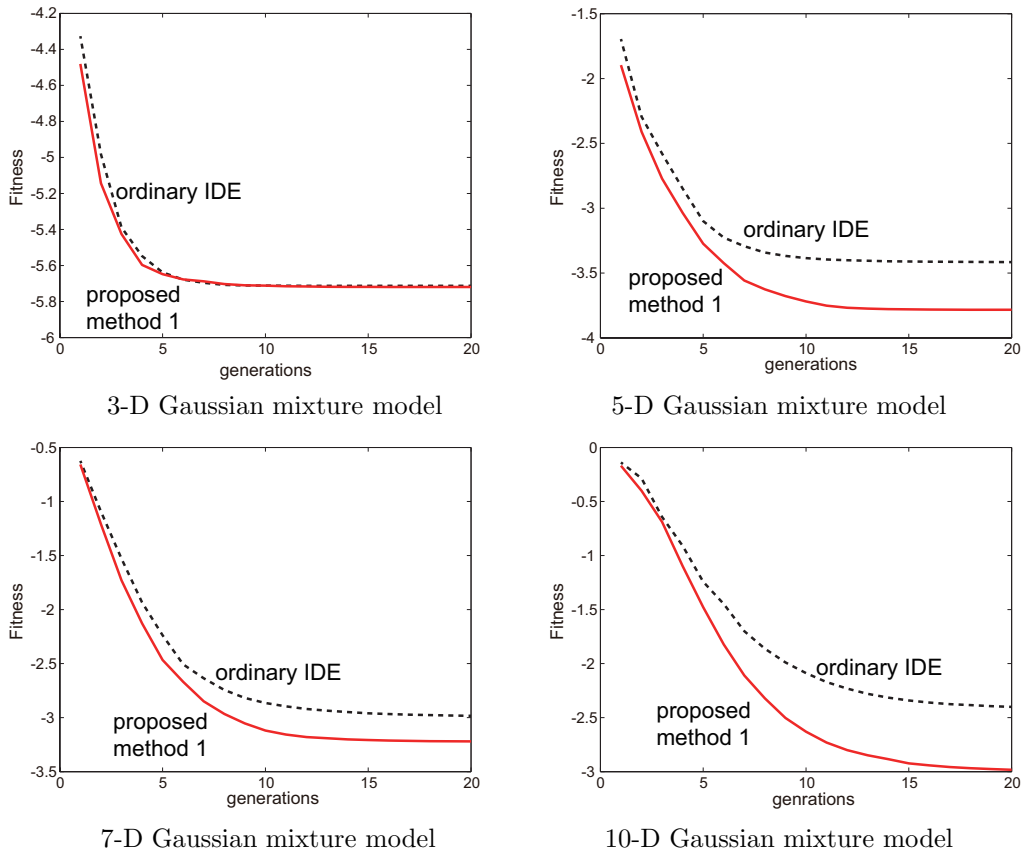 -4.2
-4.4
-4.6
-4.8
-5
-5.2
-5.4
-5.6
-5.8
-6
Fitness
ordinary IDE
proposed
method 1
0 5 10 15 20
generations
3-D Gaussian mixture model
-1.5
-2
-2.5
-3
-3.5
-4
Fitness
ordinary IDE
proposed
method 1
0 5 10 15 20
generations
5-D Gaussian mixture model
-0.5
-1
-1.5
-2
-2.5
-3
-3.5
Fitness
ordinary IDE
proposed
method 1
0 5 10 15 20
generations
7-D Gaussian mixture model
0
-0.5
-1
-1.5
-2
-2.5
-3
Fitness
ordinary IDE
proposed
method 1
0 5 10 15 20
genrations
10-D Gaussian mixture model